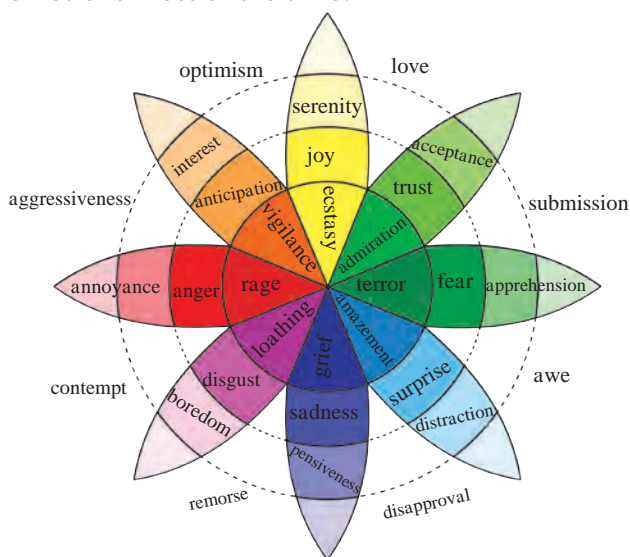 optimism
love
serenity
interest
acceptance
joy
anticipation
trust
aggressiveness
submission
ecstasy
vigilance
admiration
annoyance
anger
rage
terror
fear
apprehension
loathing
grief
amazement
disgust
surprise
contempt
awe
boredom
sadness
distraction
pensiveness
remorse
disapproval